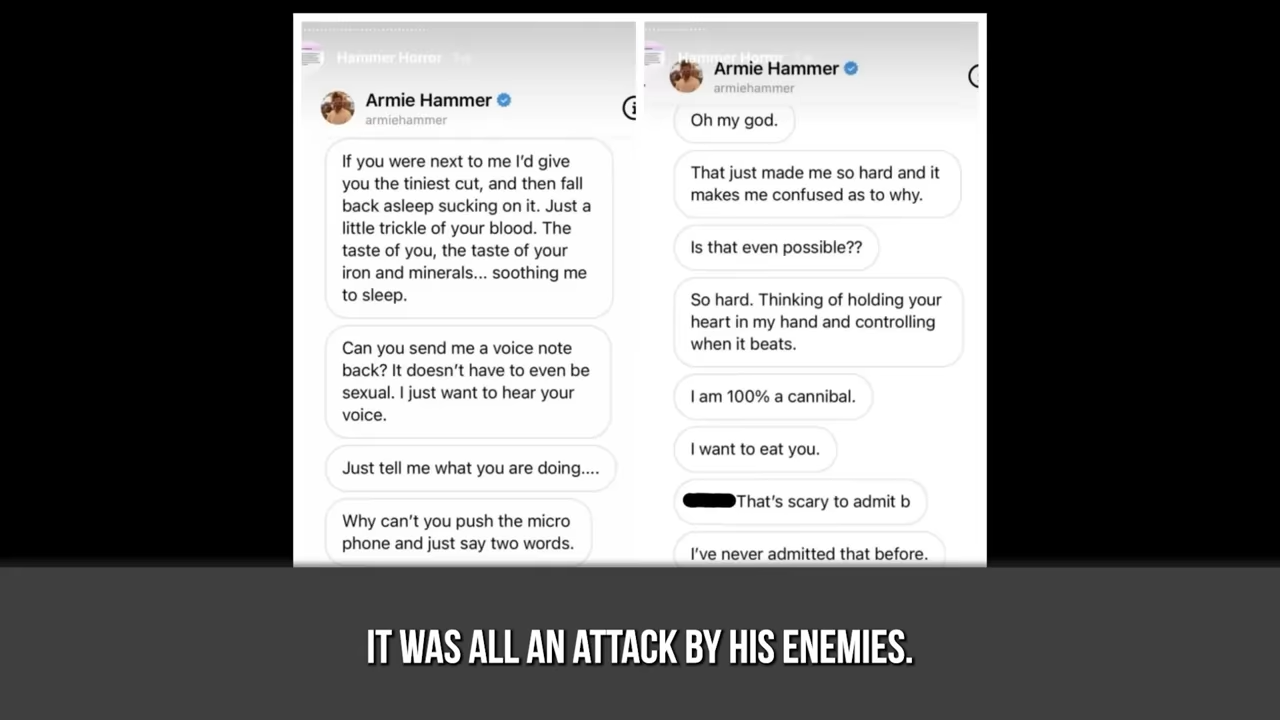 Hammer Horror
Armie Hammer
armiehammer
If you were next to me I'd give
you the tiniest cut, and then fall
back asleep sucking on it. Just a
little trickle of your blood. The
taste of you, the taste of your
iron and minerals... soothing me
to sleep.
Can you send me a voice note
back? It doesn't have to even be
sexual. I just want to hear your
voice.
Just tell me what you are doing....
Why can't you push the micro
phone and just say two words.
Hammer Horror
Armie Hammer
armiehammer
Oh my god.
That just made me so hard and it
makes me confused as to why.
Is that even possible??
So hard. Thinking of holding your
heart in my hand and controlling
when it beats.
I am 100% a cannibal.
I want to eat you.
That's scary to admit b
I've never admitted that before.
IT WAS ALL AN ATTACK BY HIS ENEMIES.